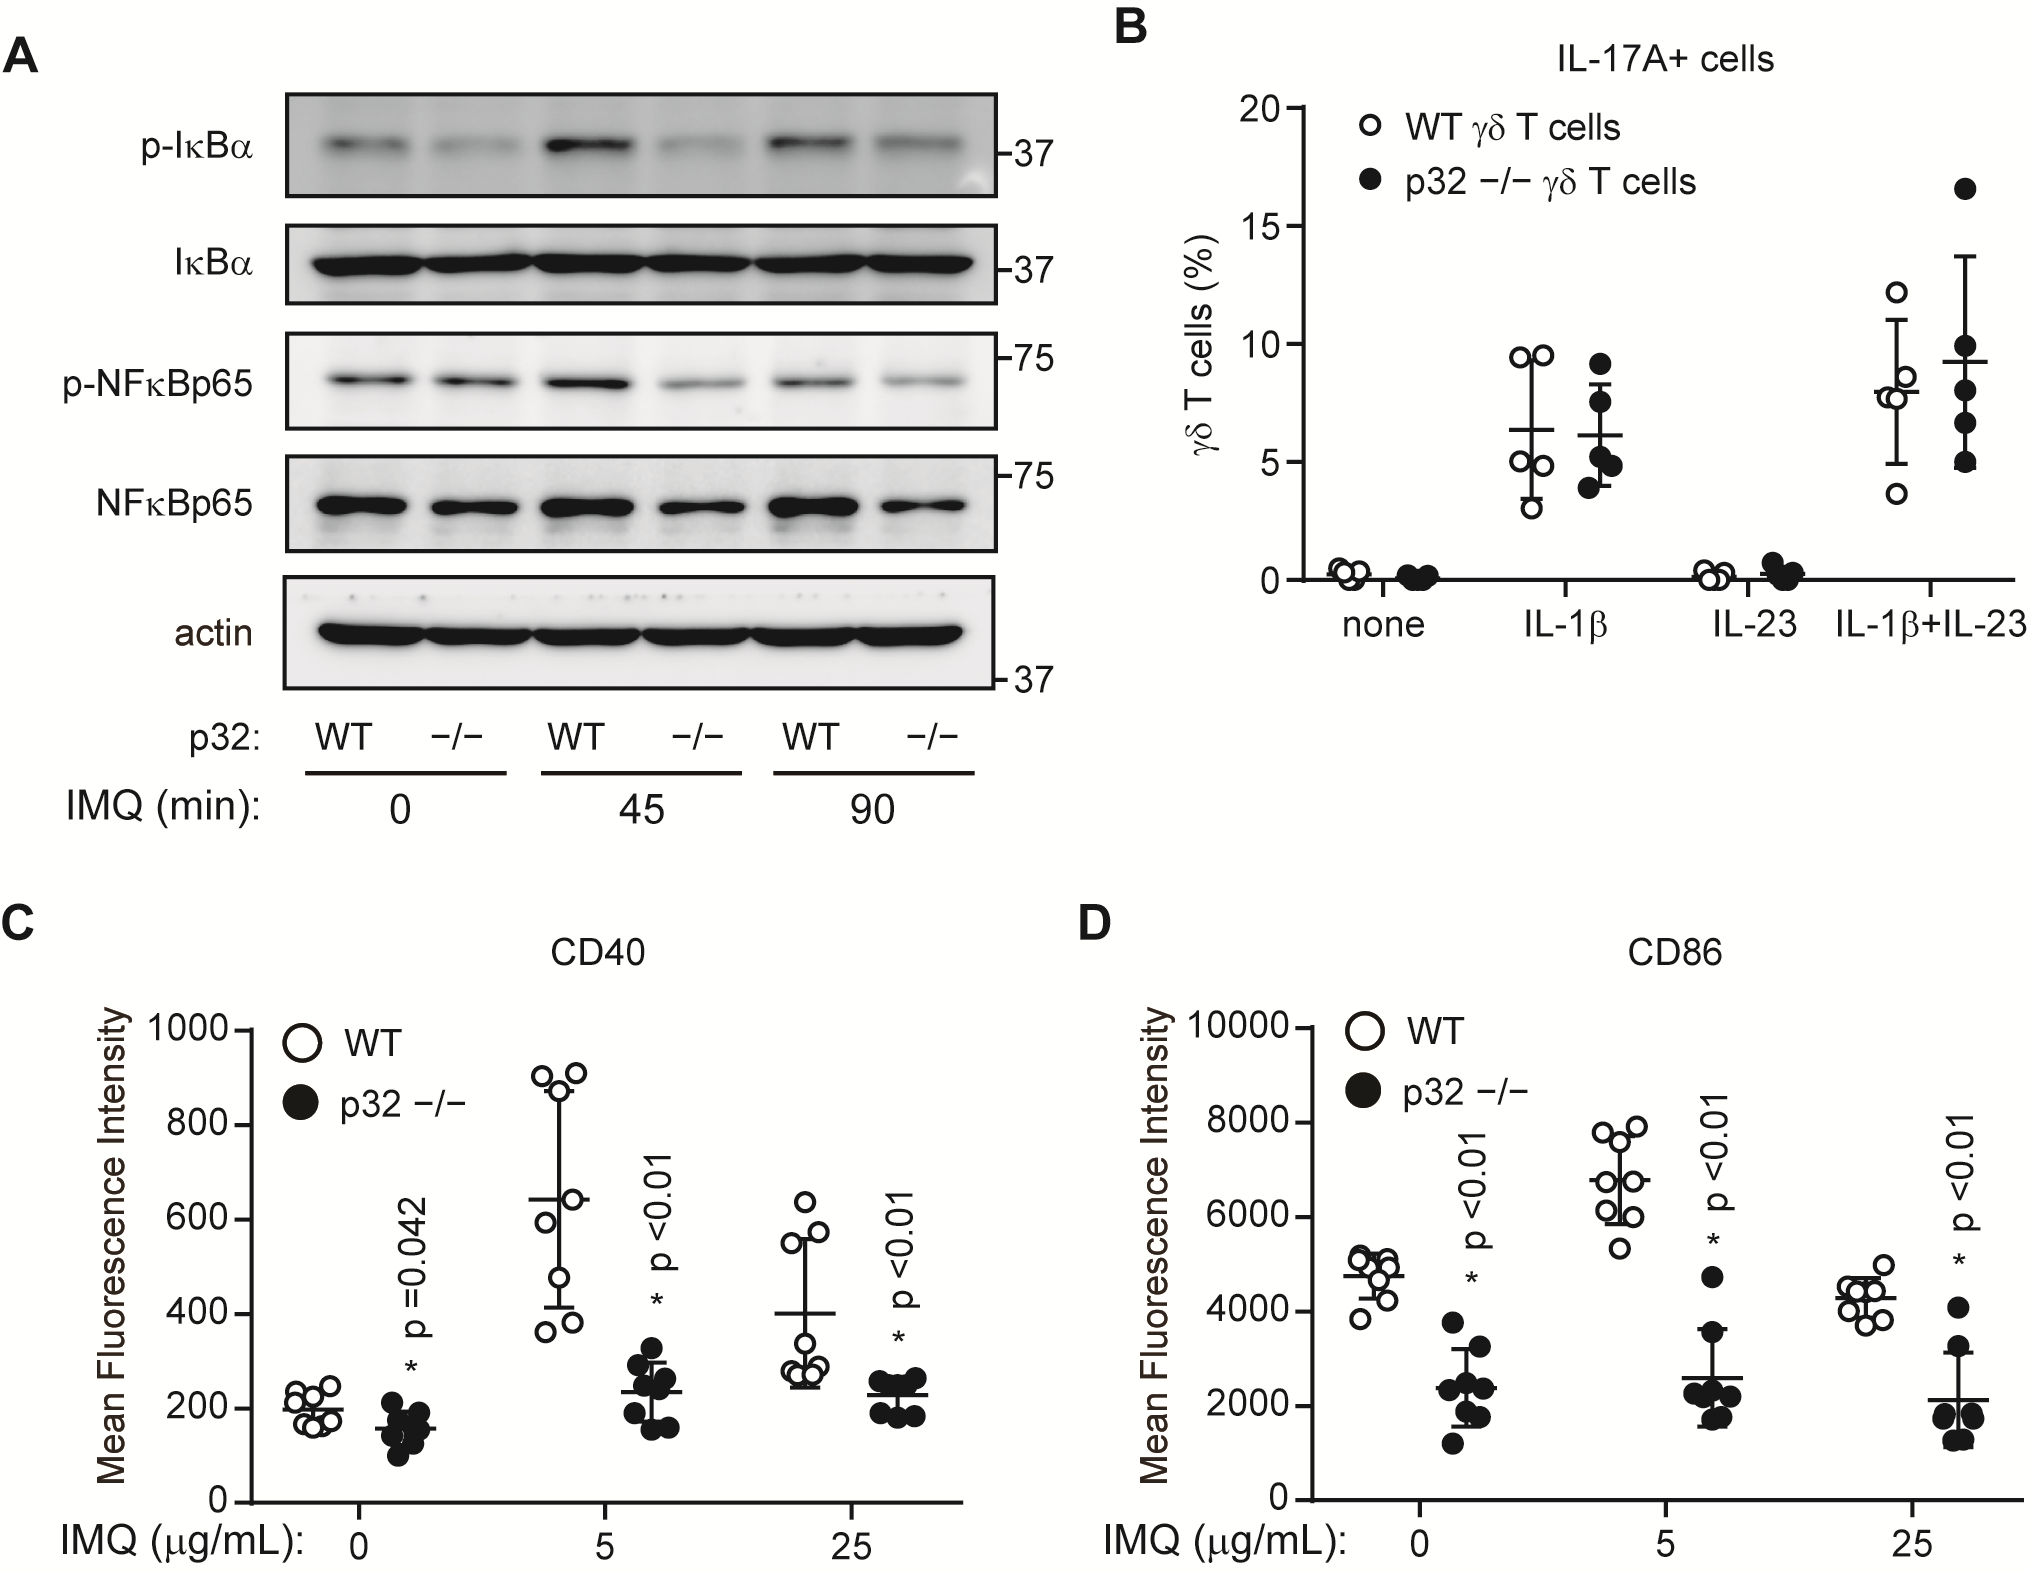 A
p-IκBα
-37
IκBα
-37
p-NFκBp65
-75
NFκBp65
-75
actin
-37
p32: WT −/− WT −/− WT −/−
IMQ (min): 0 45 90
B
IL-17A+ cells
WT γδ T cells
p32 −/− γδ T cells
γδ T cells (%)
20
15
10
5
0
none IL-1β IL-23 IL-1β+IL-23
C
CD40
Mean Fluorescence Intensity
1000
800
600
400
200
0
WT
p32 −/−
* p =0.042
* p <0.01
* p <0.01
IMQ (μg/mL): 0 5 25
D
CD86
Mean Fluorescence Intensity
10000
8000
6000
4000
2000
0
WT
p32 −/−
* p <0.01
* p <0.01
* p <0.01
IMQ (μg/mL): 0 5 25